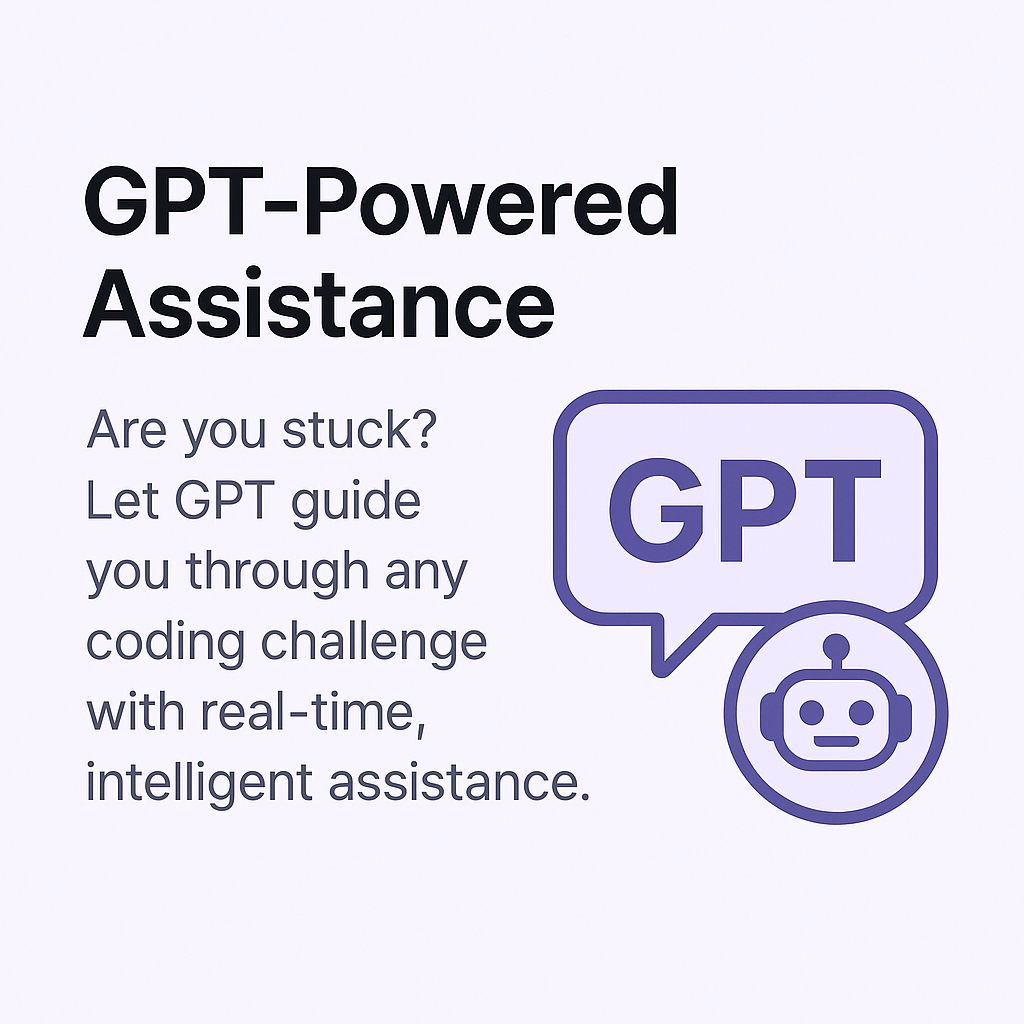 GPT-Powered
Assistance
Are you stuck?
Let GPT guide
you through any
coding challenge
with real-time,
intelligent assistance.
GPT